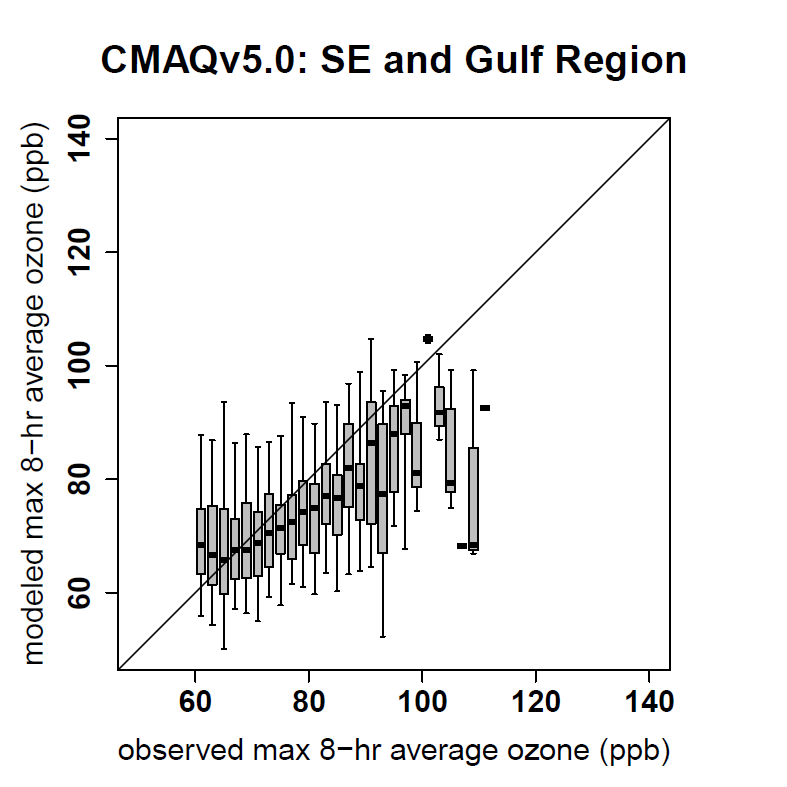 CMAQv5.0: SE and Gulf Region
modeled max 8−hr average ozone (ppb)
140
120
100
80
60
60 80 100 120 140
observed max 8−hr average ozone (ppb)